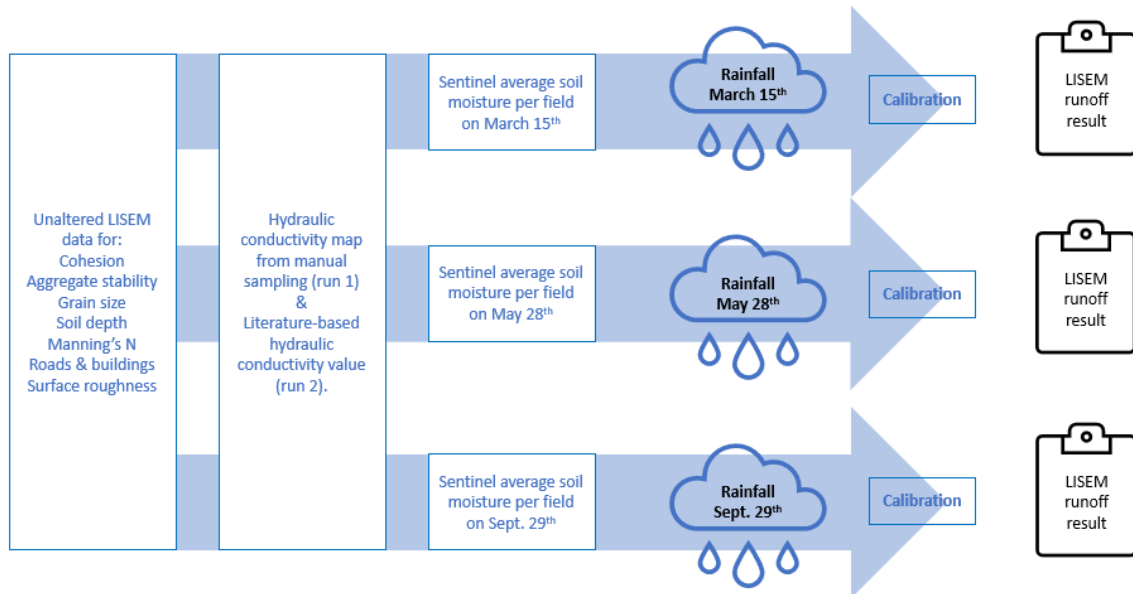 Unaltered LISEM
data for:
Cohesion
Aggregate stability
Grain size
Soil depth
Manning's N
Roads & buildings
Surface roughness
Hydraulic
conductivity map
from manual
sampling (run 1)
&
Literature-based
hydraulic
conductivity value
(run 2).
Sentinel average soil
moisture per field
on March 15th
Rainfall
March 15th
Calibration
LISEM
runoff
result
Sentinel average soil
moisture per field
on May 28th
Rainfall
May 28th
Calibration
LISEM
runoff
result
Sentinel average soil
moisture per field
on Sept. 29th
Rainfall
Sept. 29th
Calibration
LISEM
runoff
result